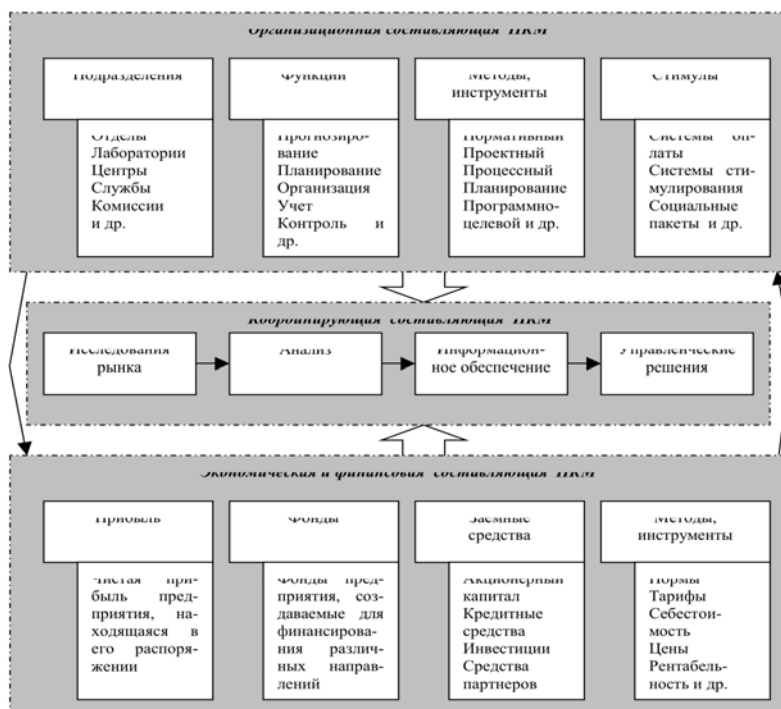 Организационная составляющая ПКМ
Подразделения
Функции
Методы,
инструменты
Стимулы
Отделы
Лаборатории
Центры
Службы
Комиссии
и др.
Прогнозиро-
вание
Планирование
Организация
Учет
Контроль и
др.
Нормативный
Проектный
Процессный
Планирование
Программно-
целевой и др.
Системы оп-
латы
Системы сти-
мулирования
Социальные
пакеты и др.
Координирующая составляющая ПКМ
Исследования
рынка
Анализ
Информацион-
ное обеспечение
Управленческие
решения
Экономическая и финансовая составляющая ПКМ
Прибыль
Фонды
Заемные
средства
Методы,
инструменты
Чистая при-
быль пред-
приятия, на-
ходящаяся в
его распоря-
жении
Фонды пред-
приятия, соз-
даваемые для
финансирова-
ния различ-
ных направ-
лений
Акционерный
капитал
Кредитные
средства
Инвестиции
Средства
партнеров
Нормы
Тарифы
Себестои-
мость
Цены
Рентабель-
ность и др.